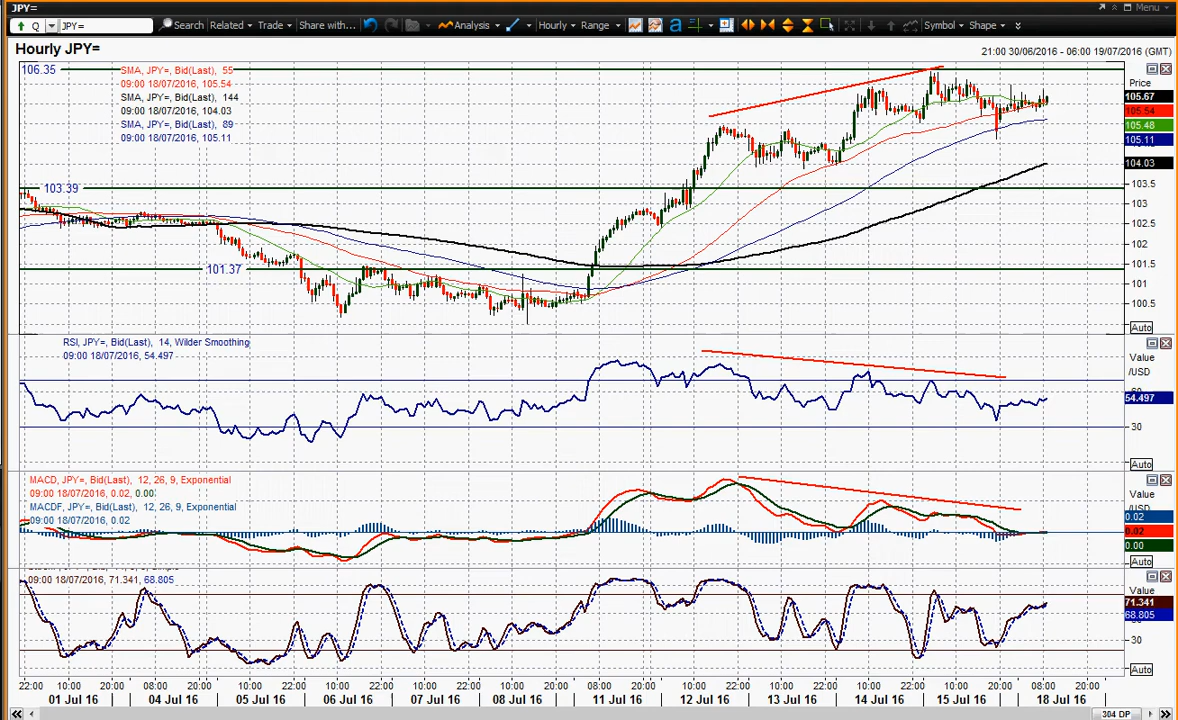 JPY=
Menu
Q JPY= Search Related Trade Share with... Analysis Hourly Range a Symbol Shape
Hourly JPY=
21:00 30/06/2016 - 06:00 19/07/2016 (GMT)
106.35
SMA, JPY=, Bid(Last), 55
09:00 18/07/2016, 105.54
SMA, JPY=, Bid(Last), 144
09:00 18/07/2016, 104.03
SMA, JPY=, Bid(Last), 89
09:00 18/07/2016, 105.11
Price
105.67
105.54
105.48
105.11
104.03
103.5
103
102.5
102
101.5
101
100.5
Auto
103.39
101.37
RSI, JPY=, Bid(Last), 14, Wilder Smoothing
09:00 18/07/2016, 54.497
Value
/USD
60
54.497
30
Auto
MACD, JPY=, Bid(Last), 12, 26, 9, Exponential
09:00 18/07/2016, 0.02, 0.00
MACDF, JPY=, Bid(Last), 12, 26, 9, Exponential
09:00 18/07/2016, 0.02
Value
/USD
0.02
0.02
0.00
Auto
09:00 18/07/2016, 71.341, 68.805
Value
71.341
68.805
30
Auto
22:00 10:00 20:00 08:00 20:00 10:00 22:00 10:00 22:00 10:00 22:00 10:00 20:00 08:00 20:00 10:00 22:00 10:00 22:00 10:00 22:00 10:00 20:00 08:00 20:00
01 Jul 16 04 Jul 16 05 Jul 16 06 Jul 16 07 Jul 16 08 Jul 16 11 Jul 16 12 Jul 16 13 Jul 16 14 Jul 16 15 Jul 16 18 Jul 16
304 DP